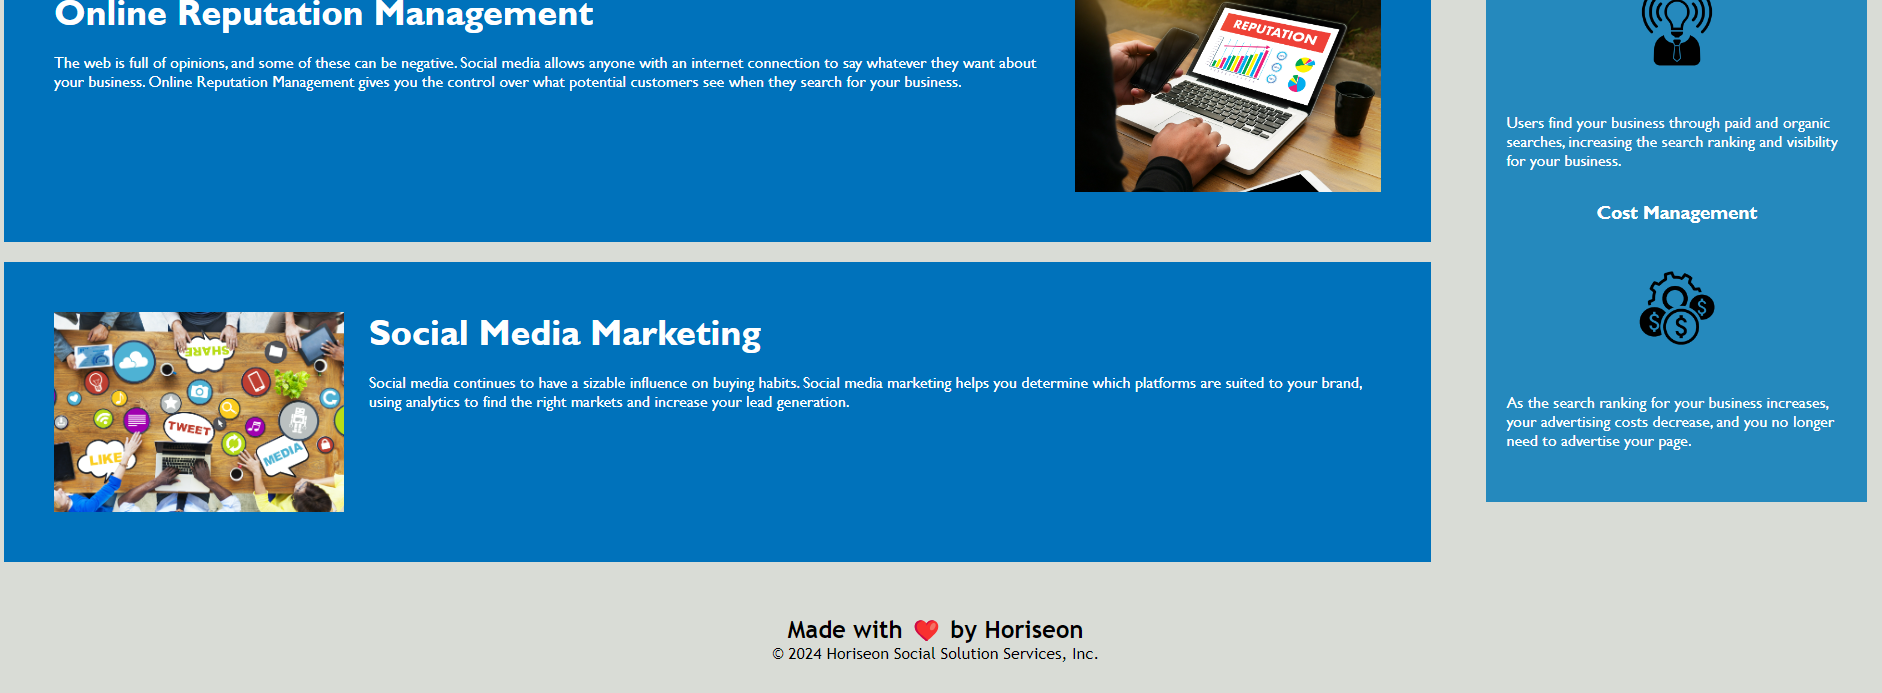 Online Reputation Management
The web is full of opinions, and some of these can be negative. Social media allows anyone with an internet connection to say whatever they want about
your business. Online Reputation Management gives you the control over what potential customers see when they search for your business.
REPUTATION
Social Media Marketing
Social media continues to have a sizable influence on buying habits. Social media marketing helps you determine which platforms are suited to your brand,
using analytics to find the right markets and increase your lead generation.
SHARE
TWEET
LIKE
MEDIA
Users find your business through paid and organic
searches, increasing the search ranking and visibility
for your business.
Cost Management
$
$
$
As the search ranking for your business increases,
your advertising costs decrease, and you no longer
need to advertise your page.
Made with ❤️ by Horiseon
© 2024 Horiseon Social Solution Services, Inc.